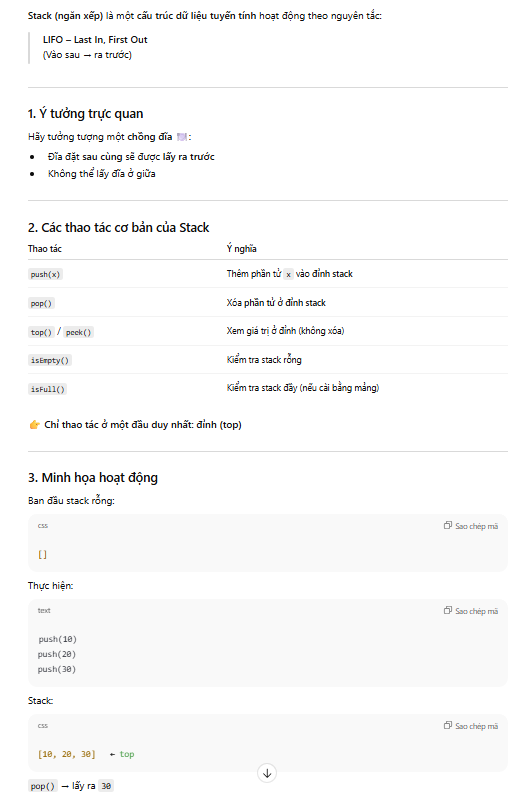 Stack (ngăn xếp) là một cấu trúc dữ liệu tuyến tính hoạt động theo nguyên tắc:
LIFO – Last In, First Out
(Vào sau → ra trước)
1. Ý tưởng trực quan
Hãy tưởng tượng một chồng đĩa :
Đĩa đặt sau cùng sẽ được lấy ra trước
Không thể lấy đĩa ở giữa
2. Các thao tác cơ bản của Stack
Thao tác Ý nghĩa
push(x) Thêm phần tử x vào đỉnh stack
pop() Xóa phần tử ở đỉnh stack
top() / peek() Xem giá trị ở đỉnh (không xóa)
isEmpty() Kiểm tra stack rỗng
isFull() Kiểm tra stack đầy (nếu cài bằng mảng)
👉 Chỉ thao tác ở một đầu duy nhất: đỉnh (top)
3. Minh họa hoạt động
Ban đầu stack rỗng:
css Sao chép mã
[]
Thực hiện:
text Sao chép mã
push(10)
push(20)
push(30)
Stack:
css Sao chép mã
[10, 20, 30] ← top
pop() → lấy ra 30